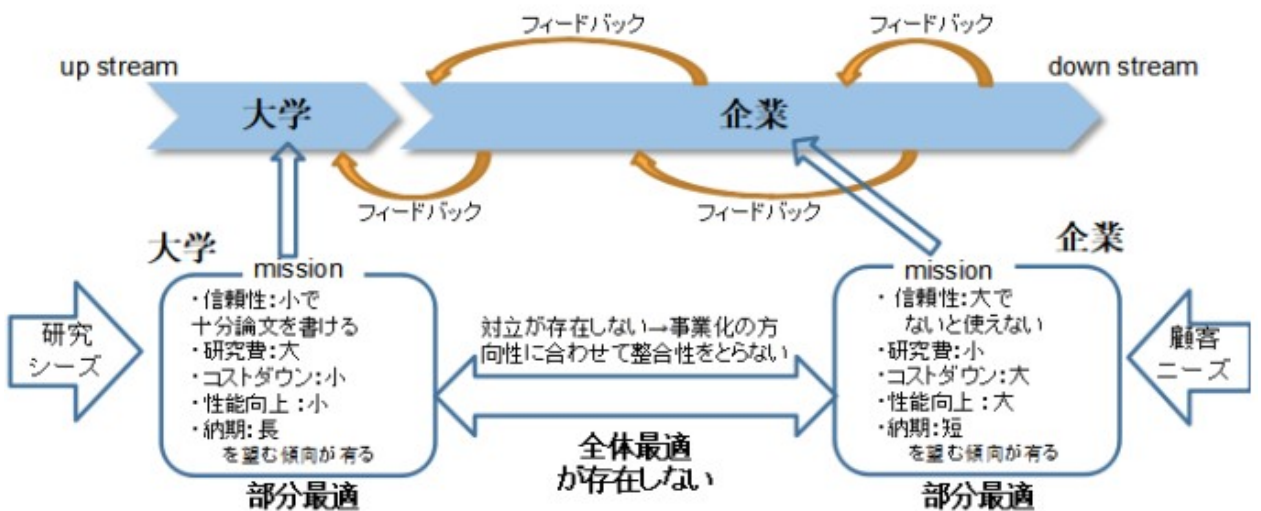 フィードバック
フィードバック
up stream
down stream
大学
企業
フィードバック
フィードバック
大学
企業
mission
・信頼性:小で
十分論文を書ける
・研究費:大
・コストダウン:小
・性能向上:小
・納期:長
を望む傾向が有る
部分最適
研究
シーズ
対立が存在しない→事業化の方
向性に合わせて整合性をとらない
全体最適
が存在しない
mission
・信頼性:大で
ないと使えない
・研究費:小
・コストダウン:大
・性能向上:大
・納期:短
を望む傾向が有る
部分最適
顧客
ニーズ